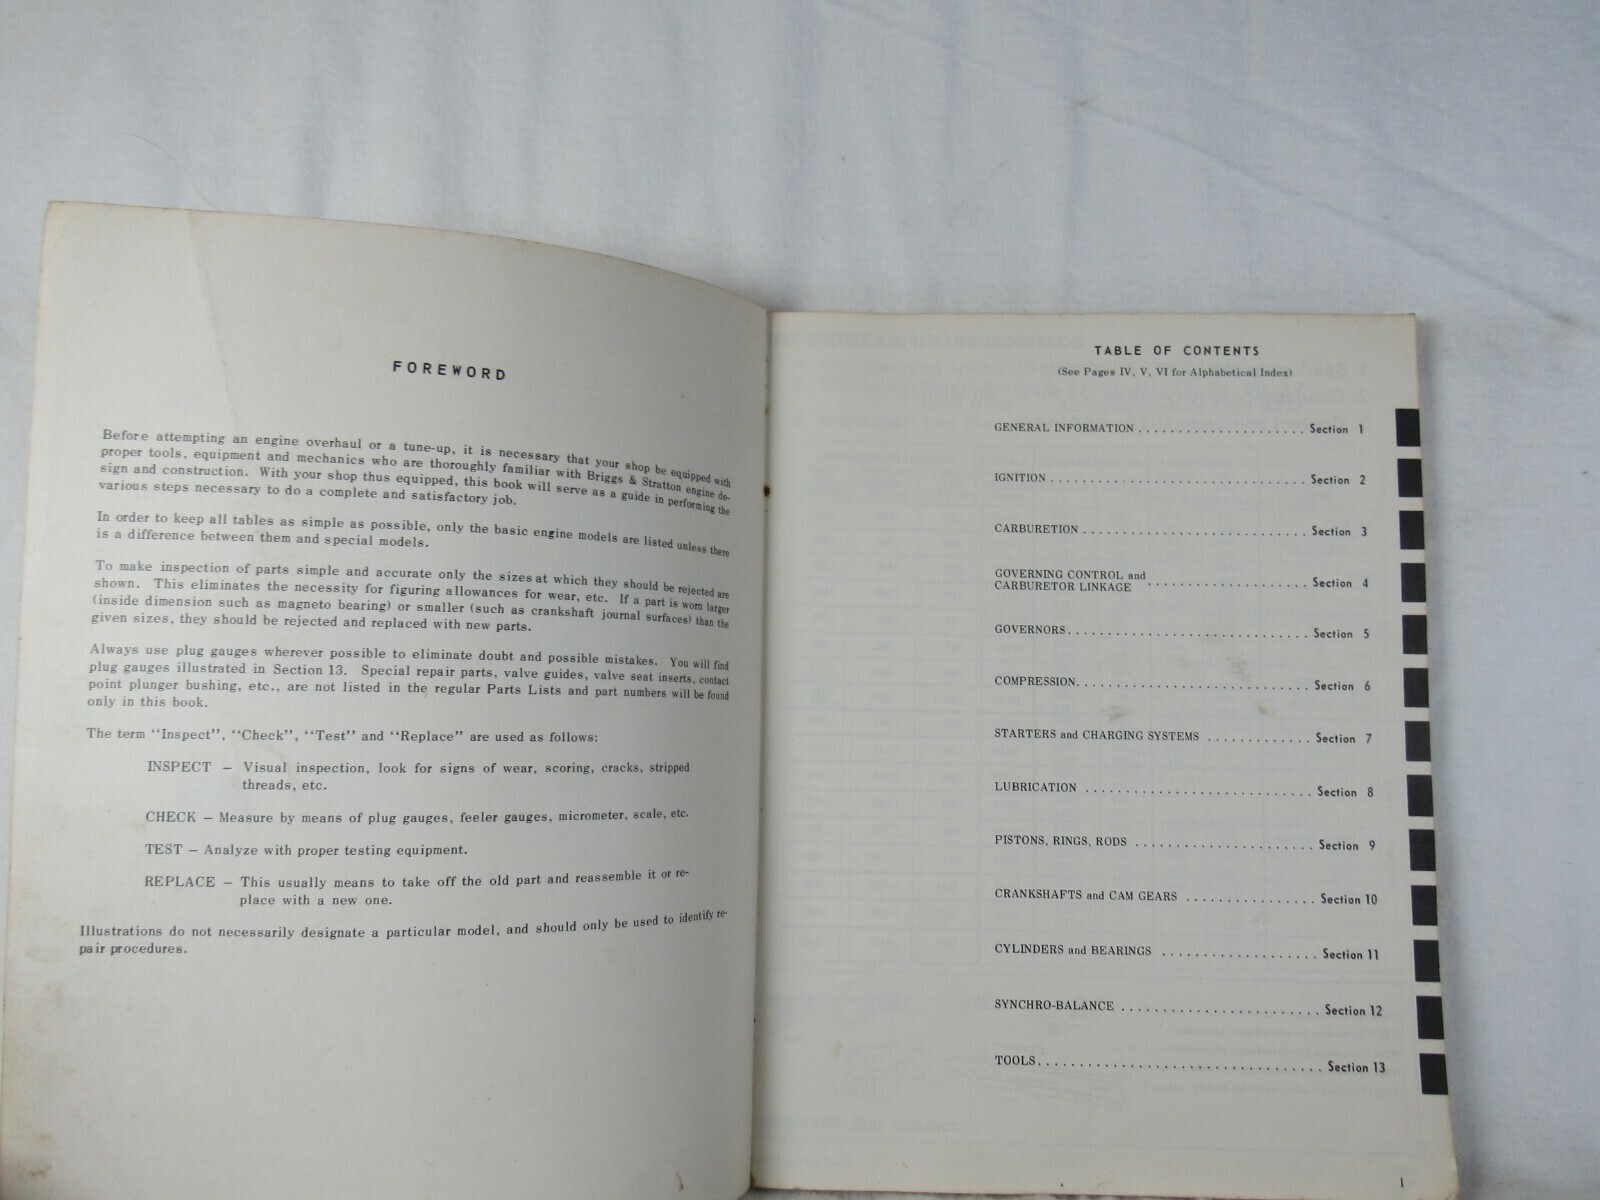 FOREWORD
Before attempting an engine overhaul or a tune-up, it is necessary that your shop be equipped with
proper tools, equipment and mechanics who are thoroughly familiar with Briggs & Stratton engine de-
sign and construction. With your shop thus equipped, this book will serve as a guide in performing the
various steps necessary to do a complete and satisfactory job.
In order to keep all tables as simple as possible, only the basic engine models are listed unless there
is a difference between them and special models.
To make inspection of parts simple and accurate only the sizes at which they should be rejected are
shown. This eliminates the necessity for figuring allowances for wear, etc. If a part is worn larger
(inside dimension such as magneto bearing) or smaller (such as crankshaft journal surfaces) than the
given sizes, they should be rejected and replaced with new parts.
Always use plug gauges wherever possible to eliminate doubt and possible mistakes. You will find
plug gauges illustrated in Section 13. Special repair parts, valve guides, valve seat inserts, contact
point plunger bushing, etc., are not listed in the regular Parts Lists and part numbers will be found
only in this book.
The term "Inspect", "Check", "Test" and "Replace" are used as follows:
INSPECT — Visual inspection, look for signs of wear, scoring, cracks, stripped
threads, etc.
CHECK — Measure by means of plug gauges, feeler gauges, micrometer, scale, etc.
TEST — Analyze with proper testing equipment.
REPLACE — This usually means to take off the old part and reassemble it or re-
place with a new one.
Illustrations do not necessarily designate a particular model, and should only be used to identify re-
pair procedures.
TABLE OF CONTENTS
(See Pages IV, V, VI for Alphabetical Index)
GENERAL INFORMATION . . . . . . . . . . . . . . . . . . . . . Section 1
IGNITION . . . . . . . . . . . . . . . . . . . . . . . . . . . . . . . . Section 2
CARBURETION . . . . . . . . . . . . . . . . . . . . . . . . . . . . Section 3
GOVERNING CONTROL and
CARBURETOR LINKAGE . . . . . . . . . . . . . . . . . . . . Section 4
GOVERNORS . . . . . . . . . . . . . . . . . . . . . . . . . . . . . . Section 5
COMPRESSION . . . . . . . . . . . . . . . . . . . . . . . . . . . . . Section 6
STARTERS and CHARGING SYSTEMS . . . . . . . . . . . . . Section 7
LUBRICATION . . . . . . . . . . . . . . . . . . . . . . . . . . . . Section 8
PISTONS, RINGS, RODS . . . . . . . . . . . . . . . . . . . . . . Section 9
CRANKSHAFTS and CAM GEARS . . . . . . . . . . . . . . . . Section 10
CYLINDERS and BEARINGS . . . . . . . . . . . . . . . . . . . Section 11
SYNCHRO-BALANCE . . . . . . . . . . . . . . . . . . . . . . . . Section 12
TOOLS . . . . . . . . . . . . . . . . . . . . . . . . . . . . . . . . . . Section 13
1